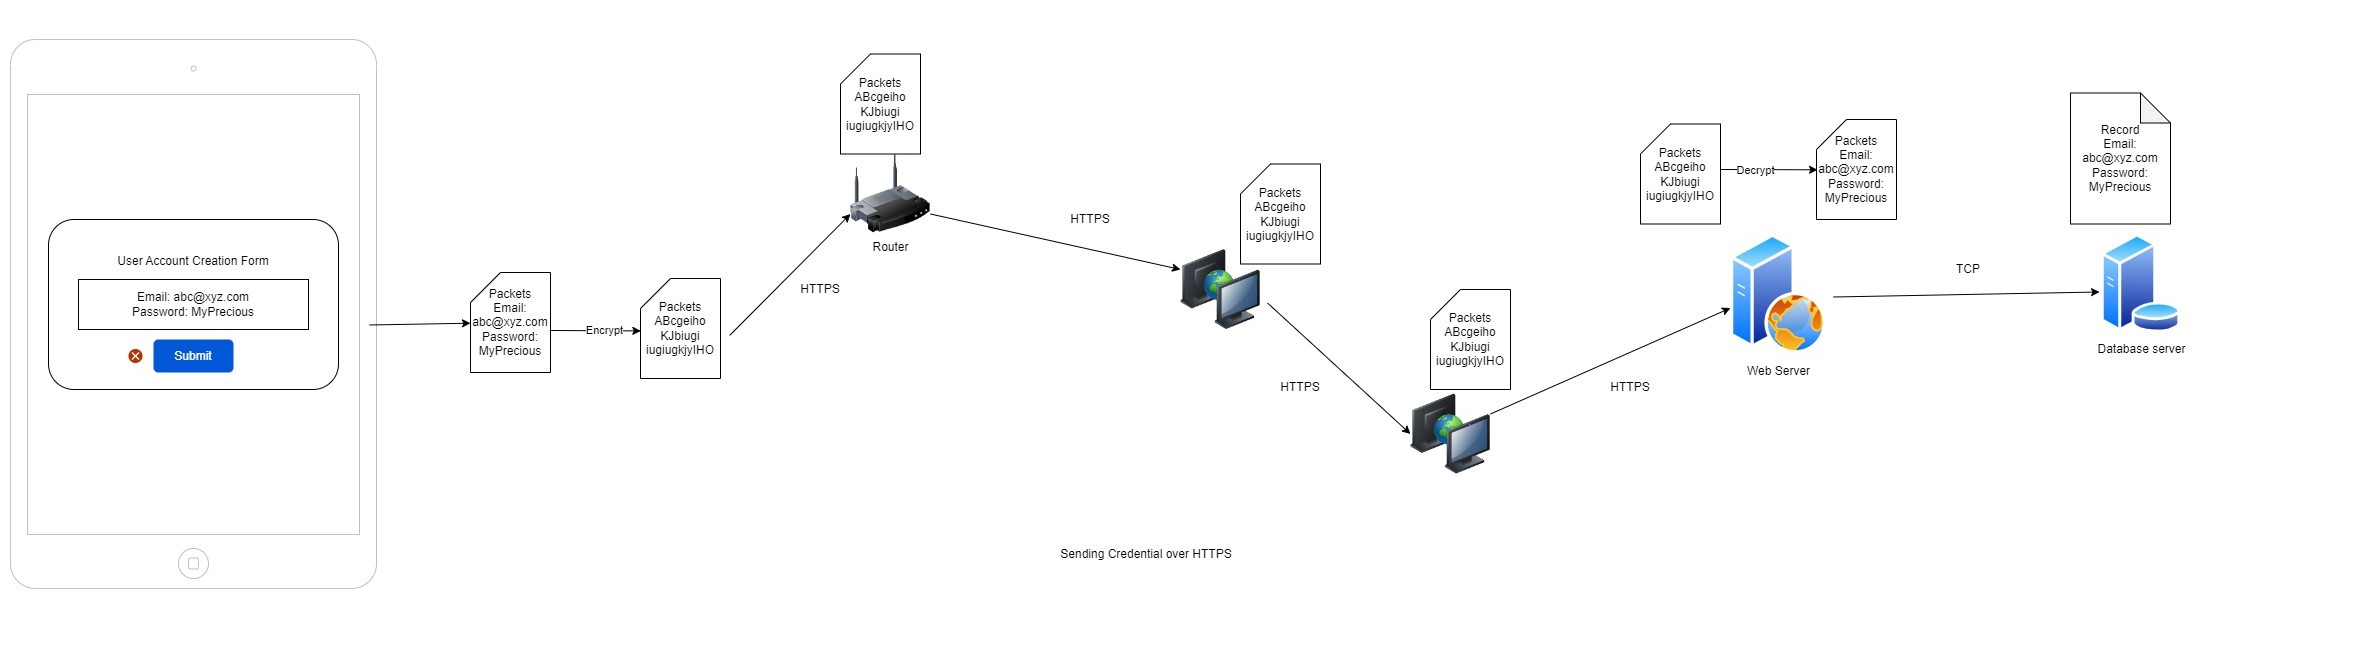 User Account Creation Form
Email: abc@xyz.com
Password: MyPrecious
Submit
Packets
Email:
abc@xyz.com
Password:
MyPrecious
Encrypt
Packets
ABcgeiho
KJbiugi
iugiugkjyIHO
HTTPS
Packets
ABcgeiho
KJbiugi
iugiugkjyIHO
Router
HTTPS
Packets
ABcgeiho
KJbiugi
iugiugkjyIHO
HTTPS
Packets
ABcgeiho
KJbiugi
iugiugkjyIHO
HTTPS
Packets
ABcgeiho
KJbiugi
iugiugkjyIHO
Decrypt
Packets
Email:
abc@xyz.com
Password:
MyPrecious
Web Server
TCP
Record
Email:
abc@xyz.com
Password:
MyPrecious
Database server
Sending Credential over HTTPS